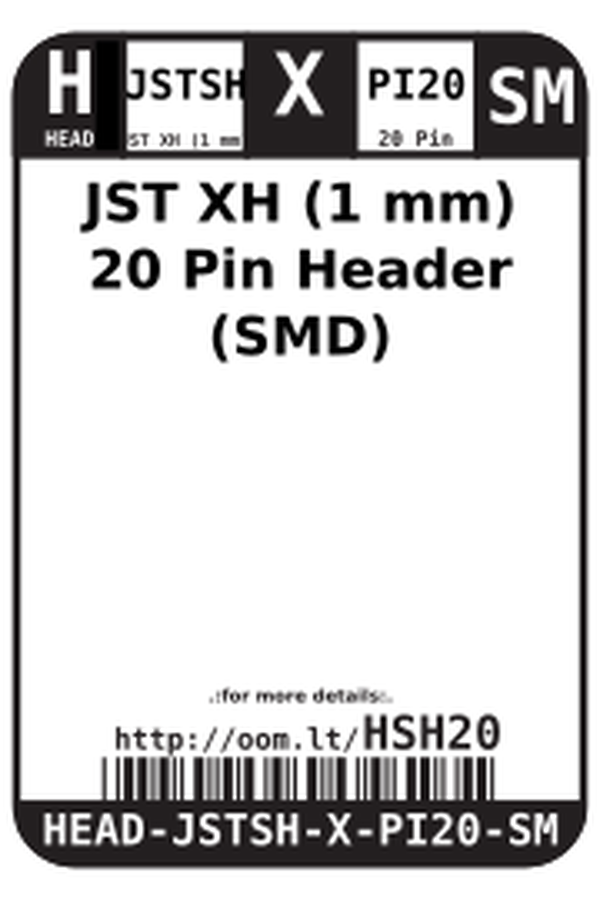 H JSTSH X PI20 SM
HEAD ST XH (1 mm 20 Pin
JST XH (1 mm)
20 Pin Header
(SMD)
.:for more details:.
http://oom.lt/HSH20
HEAD-JSTSH-X-PI20-SM